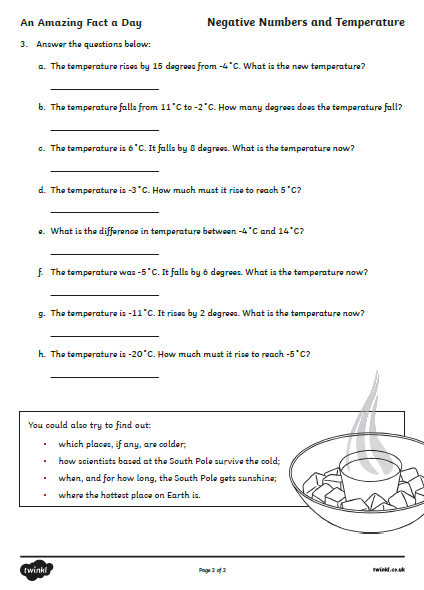 An Amazing Fact a Day
Negative Numbers and Temperature
3. Answer the questions below:
a. The temperature rises by 15 degrees from -4˚C. What is the new temperature?
b. The temperature falls from 11˚C to -2˚C. How many degrees does the temperature fall?
c. The temperature is 6˚C. It falls by 8 degrees. What is the temperature now?
d. The temperature is -3˚C. How much must it rise to reach 5˚C?
e. What is the difference in temperature between -4˚C and 14˚C?
f. The temperature was -5˚C. It falls by 6 degrees. What is the temperature now?
g. The temperature is -11˚C. It rises by 2 degrees. What is the temperature now?
h. The temperature is -20˚C. How much must it rise to reach -5˚C?
You could also try to find out:
• which places, if any, are colder;
• how scientists based at the South Pole survive the cold;
• when, and for how long, the South Pole gets sunshine;
• where the hottest place on Earth is.
twinkl
Page 2 of 2
twinkl.co.uk